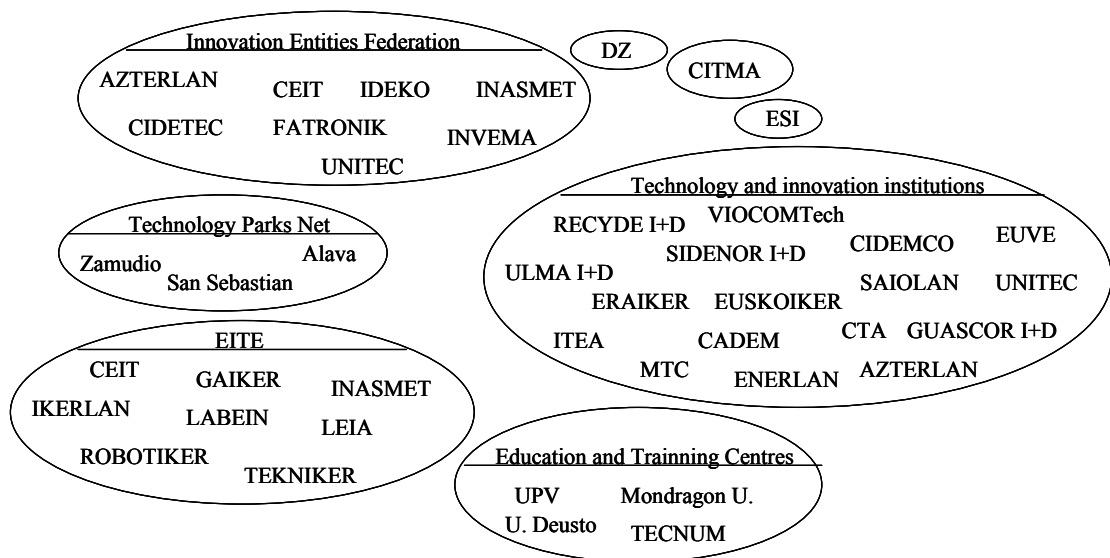 Innovation Entities Federation
AZTERLAN
CEIT
IDEKO
INASMET
CIDETEC
FATRONIK
INVEMA
UNITEC
DZ
CITMA
ESI
Technology Parks Net
Zamudio
Alava
San Sebastian
Technology and innovation institutions
RECYDE I+D
VIOCOMTech
SIDENOR I+D
CIDEMCO
EUVE
ULMA I+D
ERAIKER
EUSKOIKER
SAIOLAN
UNITEC
ITEA
CADEM
CTA
GUASCOR I+D
MTC
ENERLAN
AZTERLAN
EITE
CEIT
GAIKER
INASMET
IKERLAN
LABEIN
LEIA
ROBOTIKER
TEKNIKER
Education and Trainning Centres
UPV
Mondragon U.
U. Deusto
TECNUM